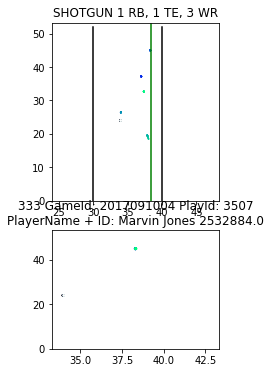 SHOTGUN 1 RB, 1 TE, 3 WR
50
40
30
20
10
0
25 30 35 40 45
333 GameId: 2017091004 PlayId: 3507
PlayerName + ID: Marvin Jones 2532884.0
40
20
0
35.0 37.5 40.0 42.5